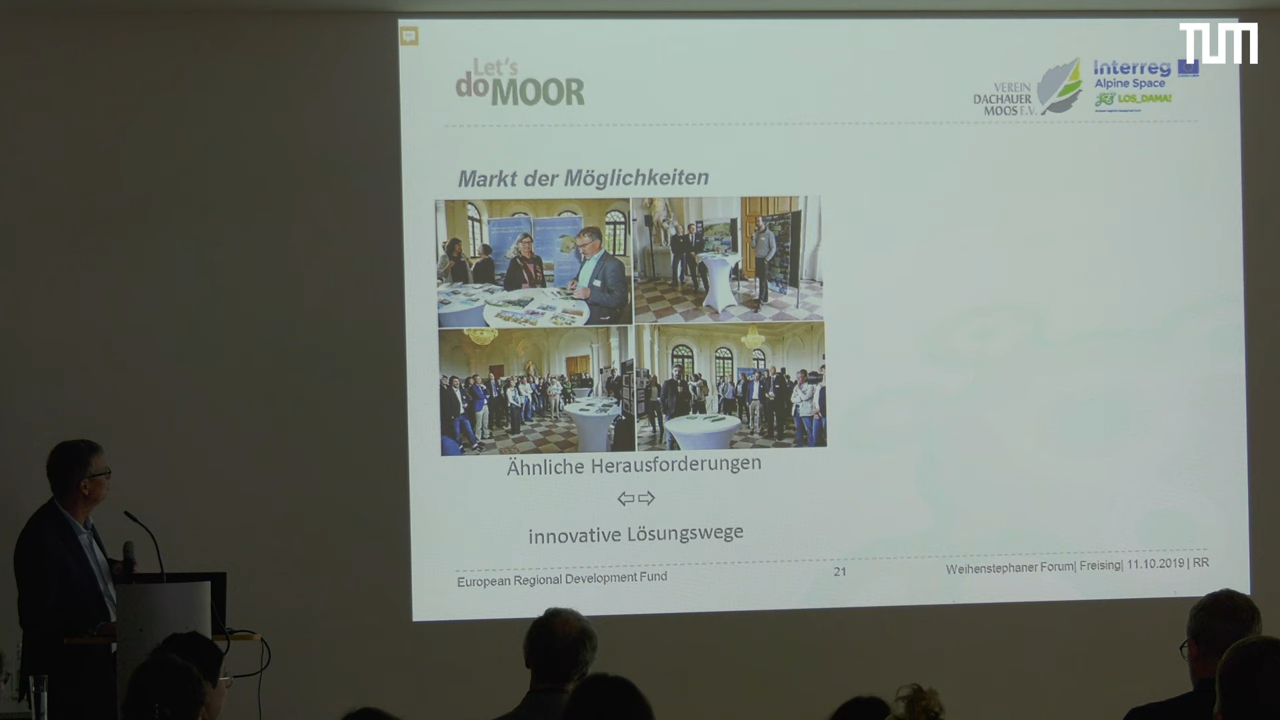 TUM
Let's
do MOOR
VEREIN
DACHAUER
MOOS E.V.
Interreg
Alpine Space
LOS_DAMA!
Markt der Möglichkeiten
Ähnliche Herausforderungen
⇦⇨
innovative Lösungswege
European Regional Development Fund
21
Weihenstephaner Forum| Freising| 11.10.2019 | RR